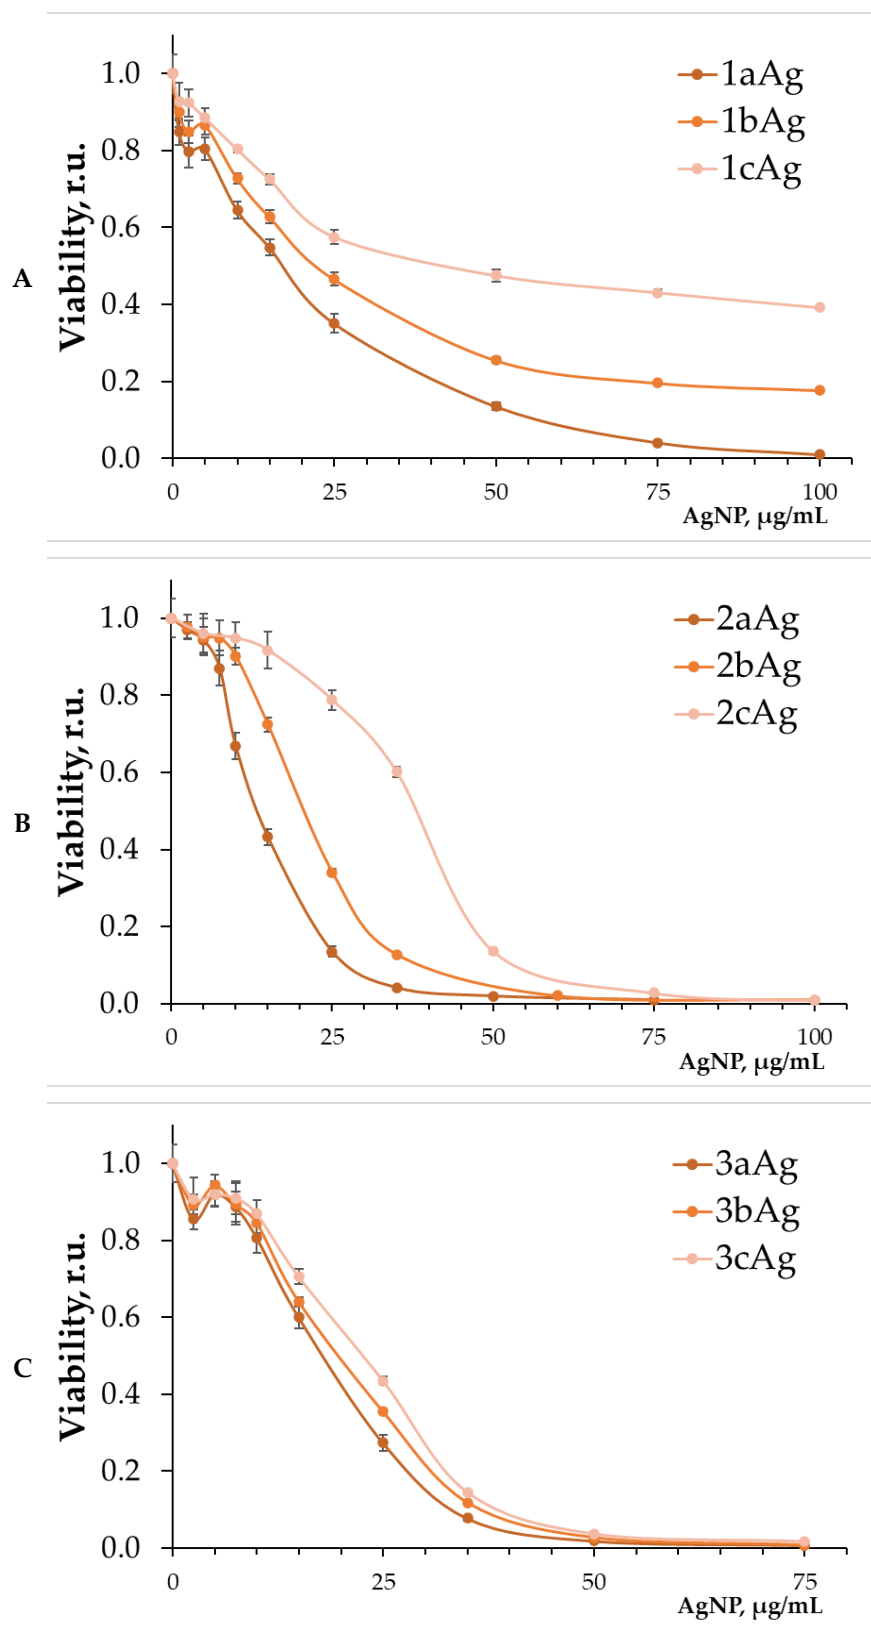 A
Viability, r.u.
1.0
0.8
0.6
0.4
0.2
0.0
1aAg
1bAg
1cAg
0 25 50 75 100
AgNP, µg/mL
B
Viability, r.u.
1.0
0.8
0.6
0.4
0.2
0.0
2aAg
2bAg
2cAg
0 25 50 75 100
AgNP, µg/mL
C
Viability, r.u.
1.0
0.8
0.6
0.4
0.2
0.0
3aAg
3bAg
3cAg
0 25 50 75
AgNP, µg/mL